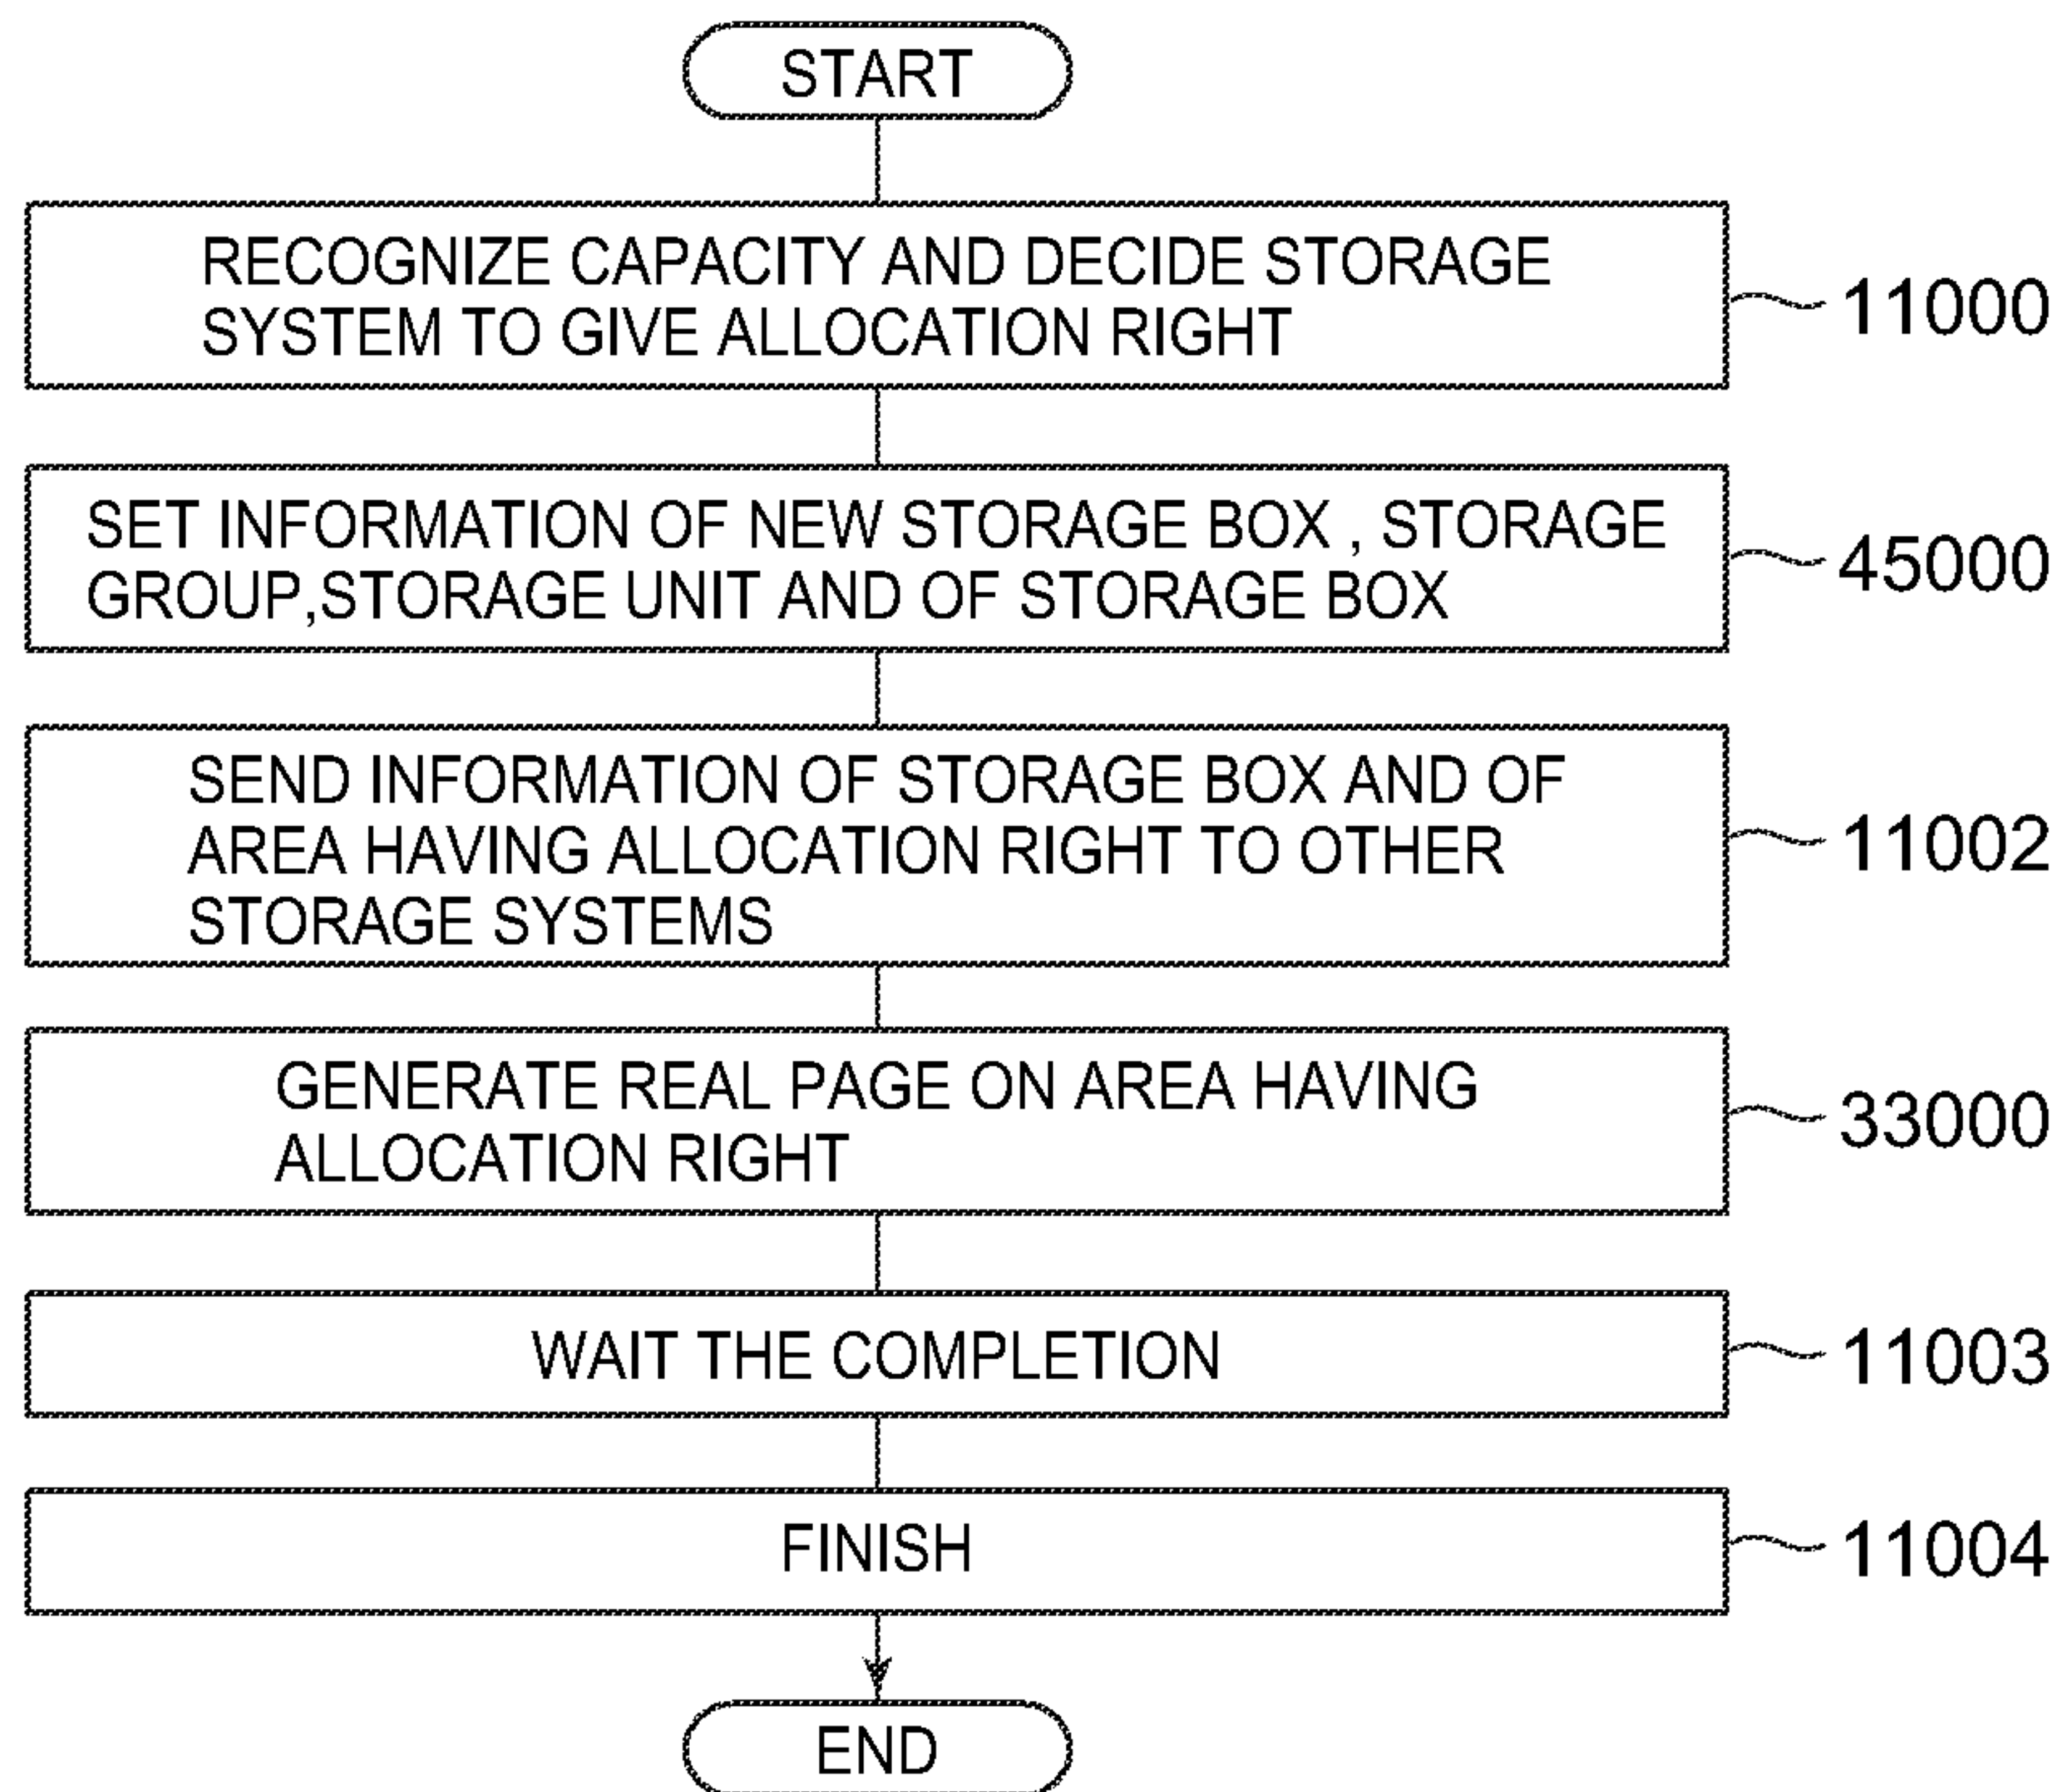 START
RECOGNIZE CAPACITY AND DECIDE STORAGE
SYSTEM TO GIVE ALLOCATION RIGHT
11000
SET INFORMATION OF NEW STORAGE BOX , STORAGE
GROUP,STORAGE UNIT AND OF STORAGE BOX
45000
SEND INFORMATION OF STORAGE BOX AND OF
AREA HAVING ALLOCATION RIGHT TO OTHER
STORAGE SYSTEMS
11002
GENERATE REAL PAGE ON AREA HAVING
ALLOCATION RIGHT
33000
WAIT THE COMPLETION
11003
FINISH
11004
END